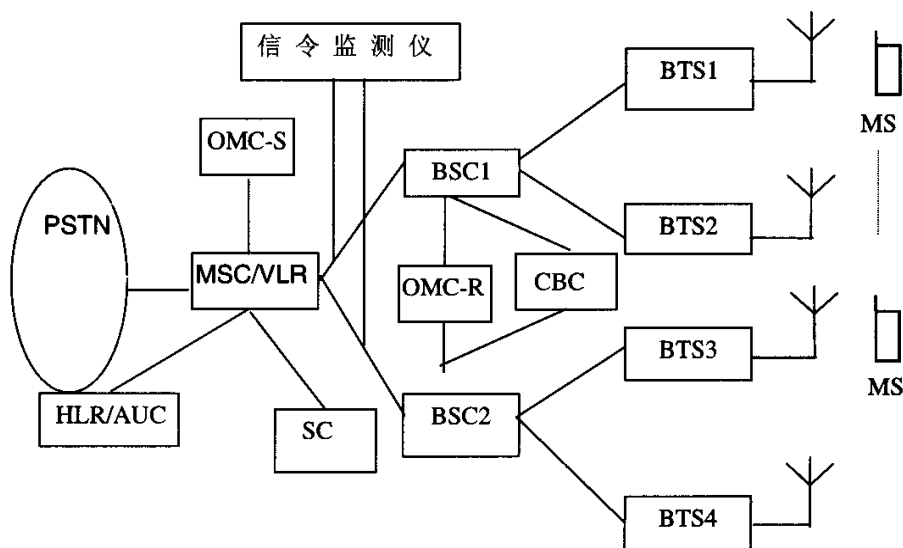 信令监测仪
BTS1
MS
OMC-S
BSC1
BTS2
PSTN
MSC/VLR
OMC-R
CBC
BTS3
MS
HLR/AUC
SC
BSC2
BTS4